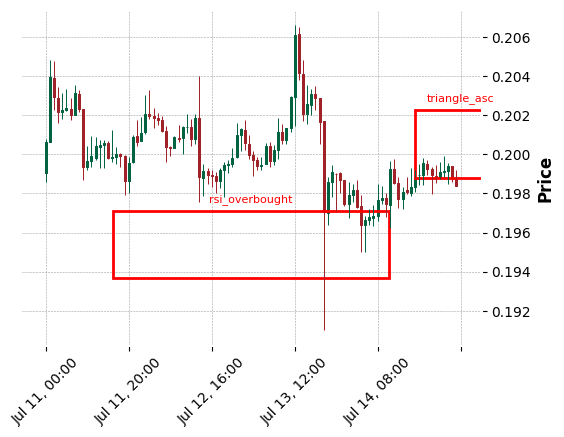 0.206
0.204
triangle_asc
0.202
0.200
0.198
rsi_overbought
0.196
0.194
0.192
Price
Jul 11, 00:00
Jul 11, 20:00
Jul 12, 16:00
Jul 13, 12:00
Jul 14, 08:00